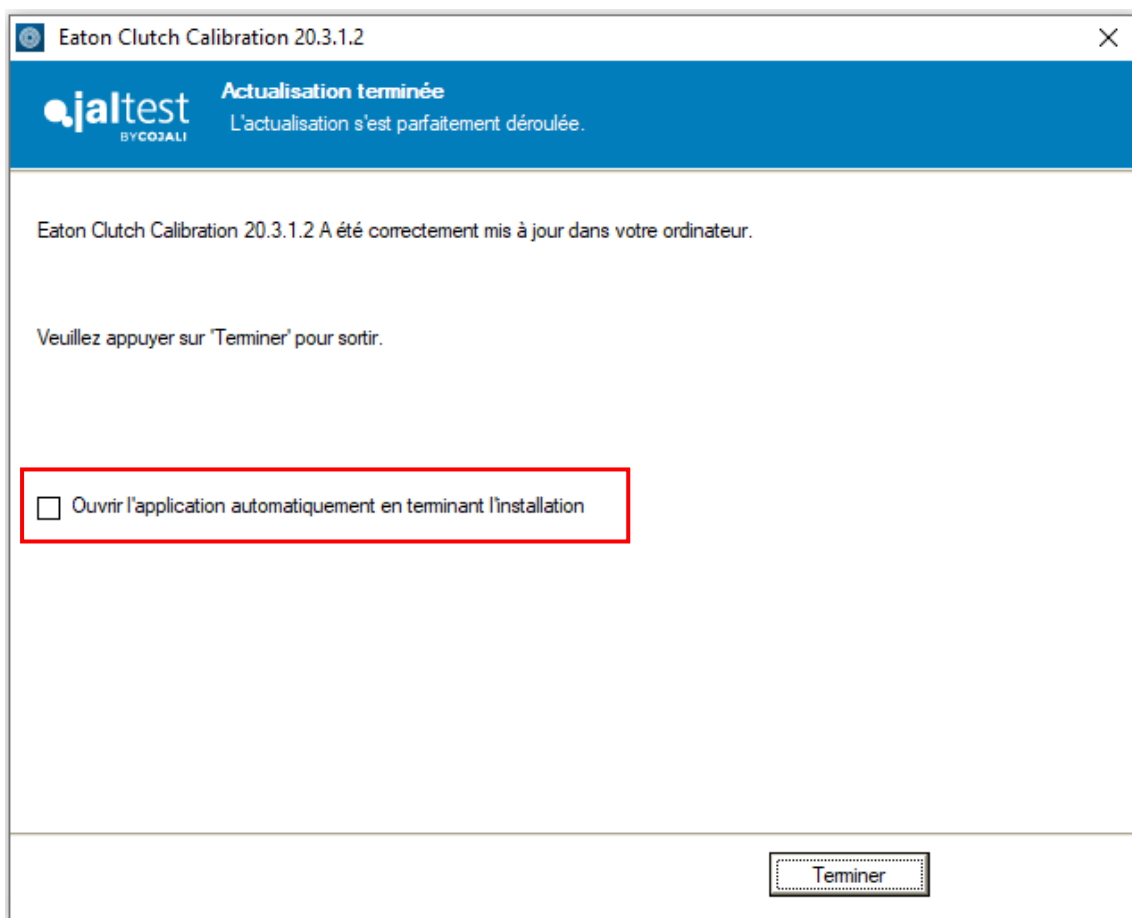 Eaton Clutch Calibration 20.3.1.2
jaltest
BY COJALI
Actualisation terminée
L'actualisation s'est parfaitement déroulée.
Eaton Clutch Calibration 20.3.1.2 A été correctement mis à jour dans votre ordinateur.
Veuillez appuyer sur 'Terminer' pour sortir.
Ouvrir l'application automatiquement en terminant l'installation
Terminer